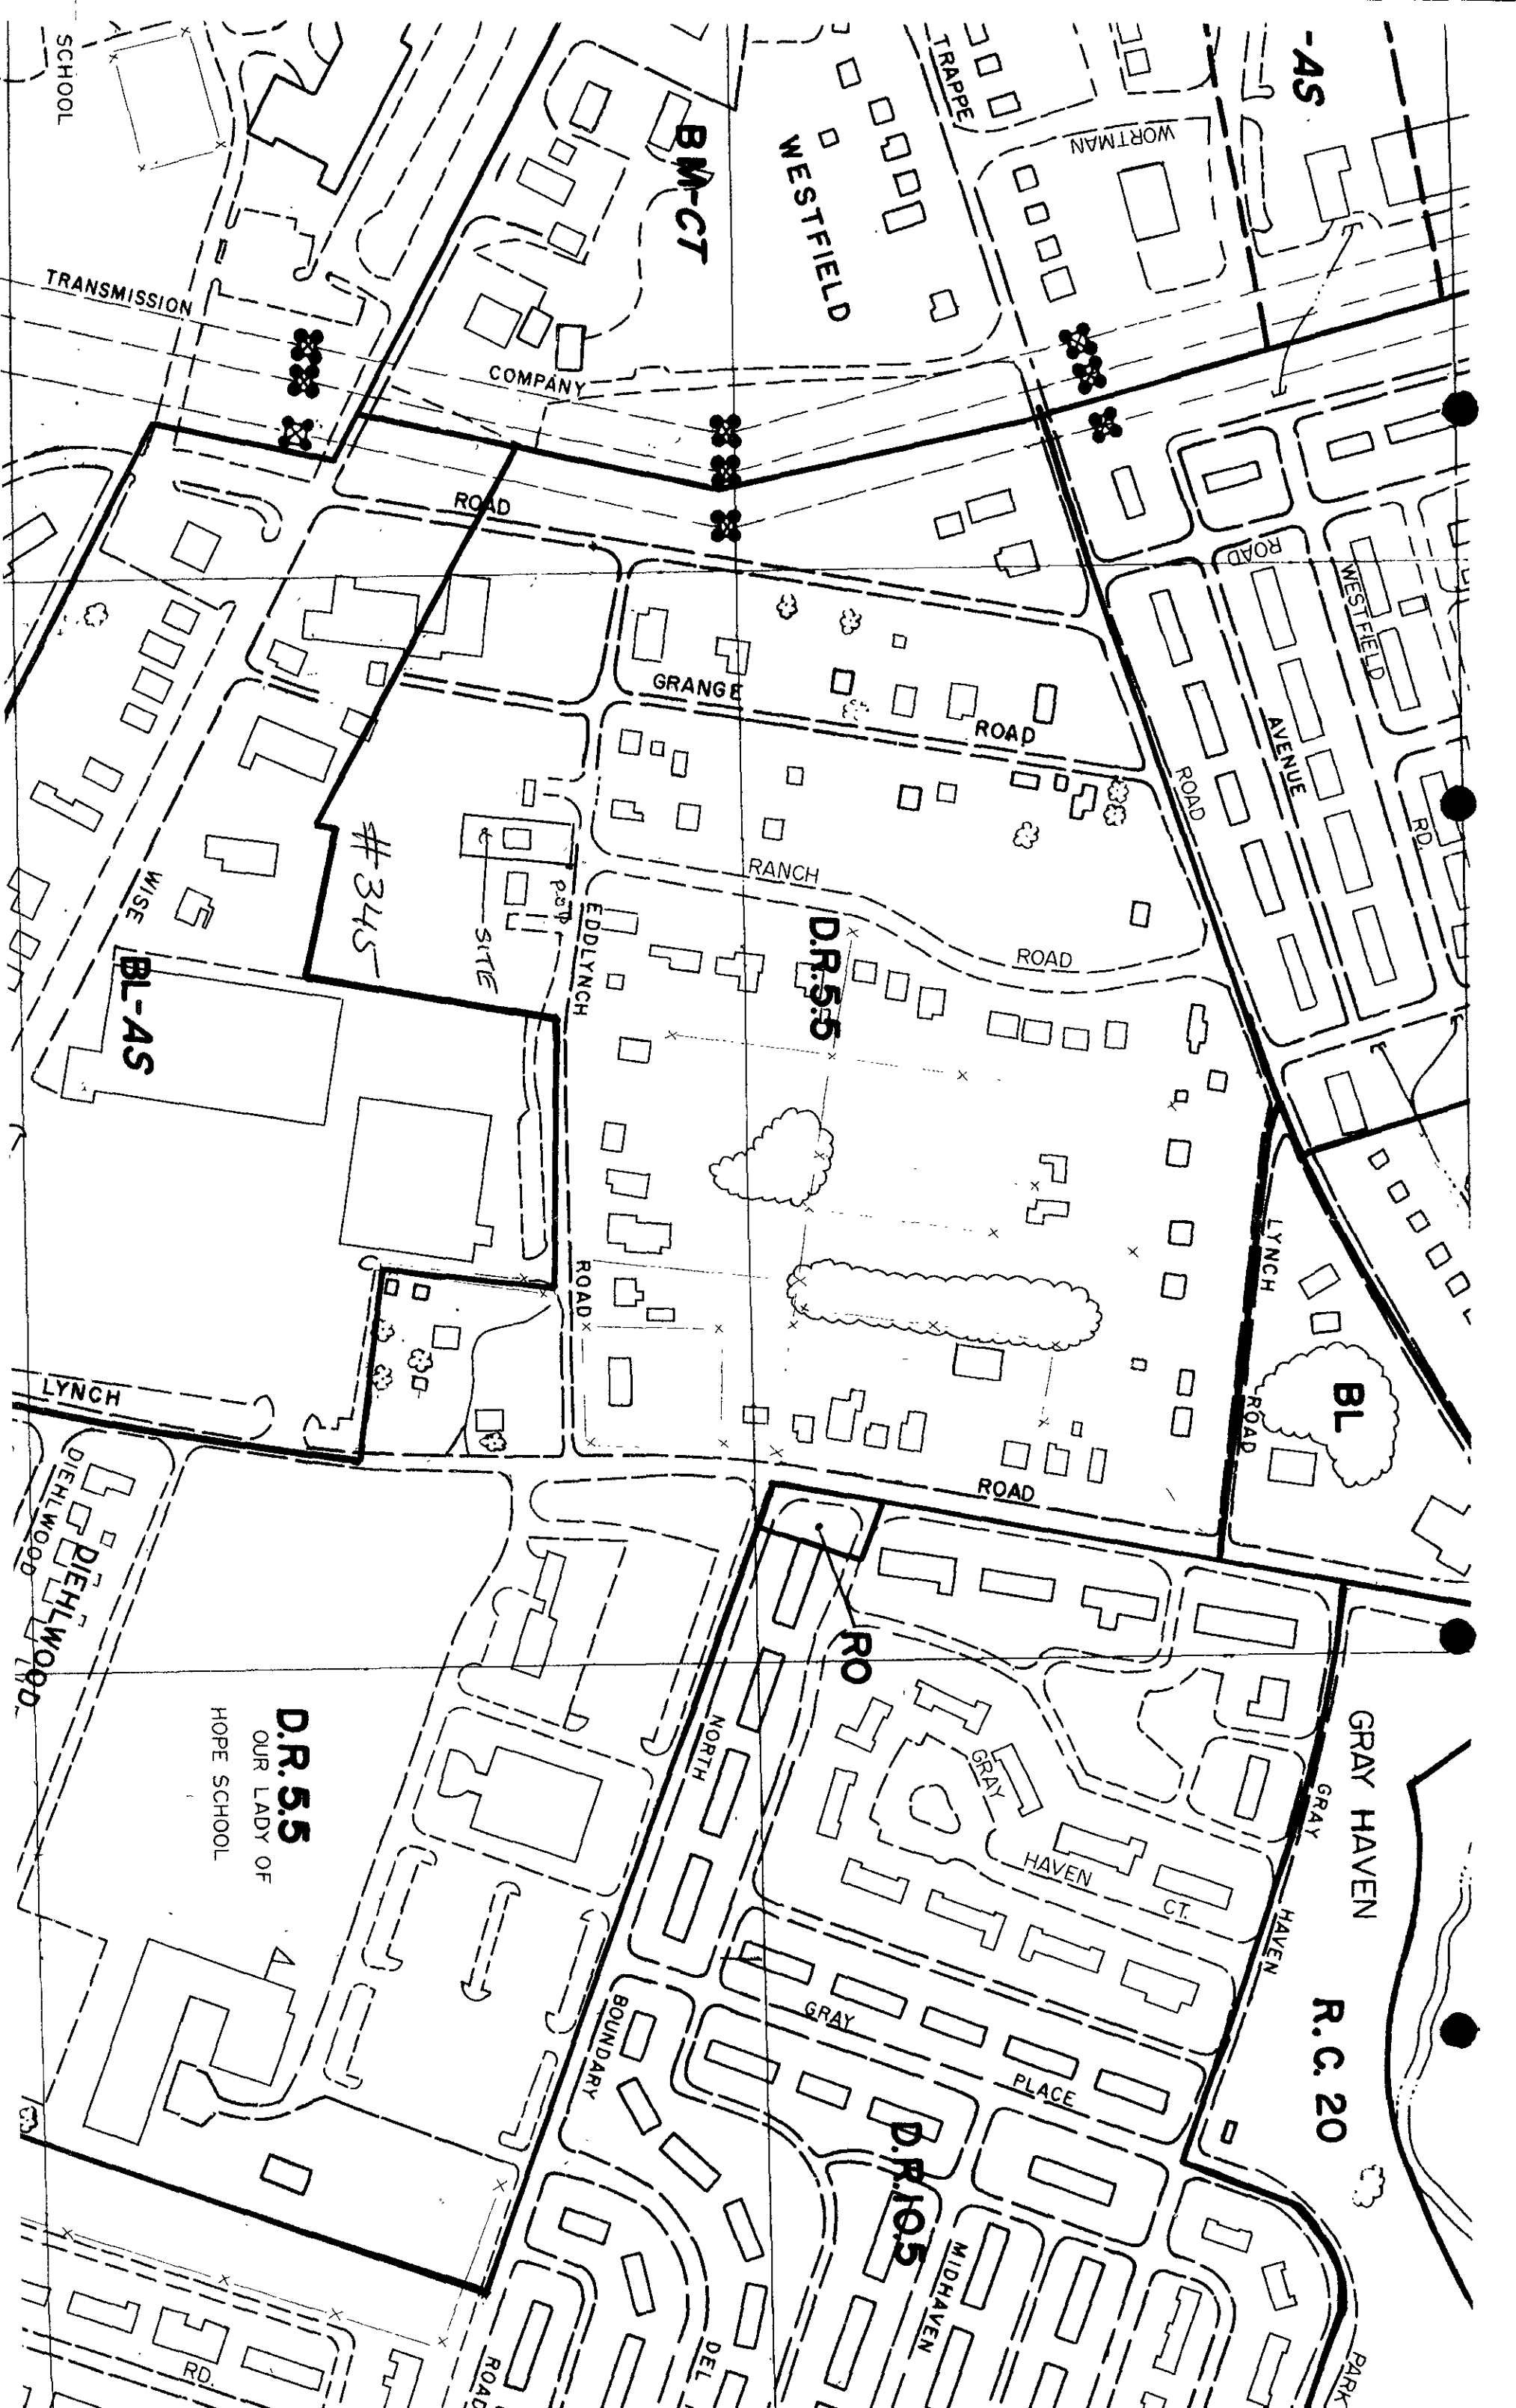 SCHOOL
BM-CT
WESTFIELD
TRAPPE
WORTMAN
-AS
TRANSMISSION
COMPANY
ROAD
ROAD
WESTFIELD
RD.
AVENUE
ROAD
GRANGE
ROAD
RANCH
ROAD
#345
SITE
EDDLYNCH
ROAD
WISE
BL-AS
D.R.5.5
LYNCH
ROAD
BL
LYNCH
ROAD
DIEHLWOOD
DIEHLWOOD
RO
D.R.5.5
OUR LADY OF
HOPE SCHOOL
NORTH
BOUNDARY
ROAD
GRAY
HAVEN
CT.
GRAY HAVEN
GRAY
HAVEN
R.C. 20
GRAY
PLACE
D.R.10.5
MIDHAVEN
DEL
PARK
RD.